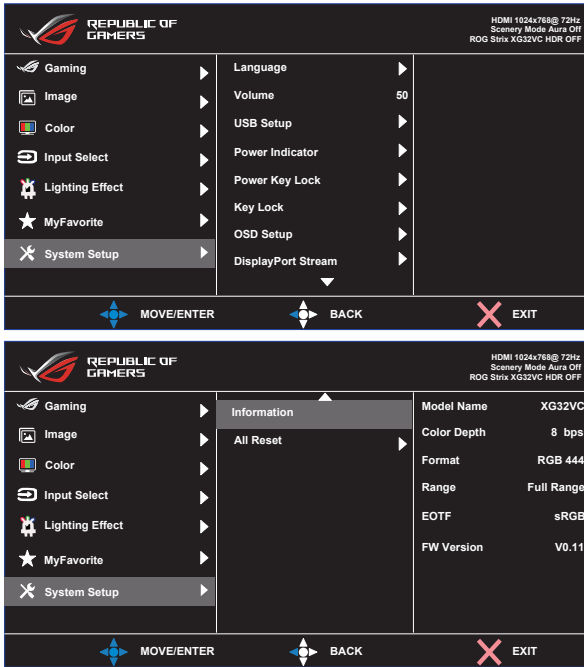 REPUBLIC OF
GAMERS
HDMI 1024x768@ 72Hz
Scenery Mode Aura Off
ROG Strix XG32VC HDR OFF
Gaming
Image
Color
Input Select
Lighting Effect
MyFavorite
System Setup
Language
Volume 50
USB Setup
Power Indicator
Power Key Lock
Key Lock
OSD Setup
DisplayPort Stream
MOVE/ENTER
BACK
EXIT
REPUBLIC OF
GAMERS
HDMI 1024x768@ 72Hz
Scenery Mode Aura Off
ROG Strix XG32VC HDR OFF
Gaming
Image
Color
Input Select
Lighting Effect
MyFavorite
System Setup
Information
All Reset
Model Name XG32VC
Color Depth 8 bps
Format RGB 444
Range Full Range
EOTF sRGB
FW Version V0.11
MOVE/ENTER
BACK
EXIT